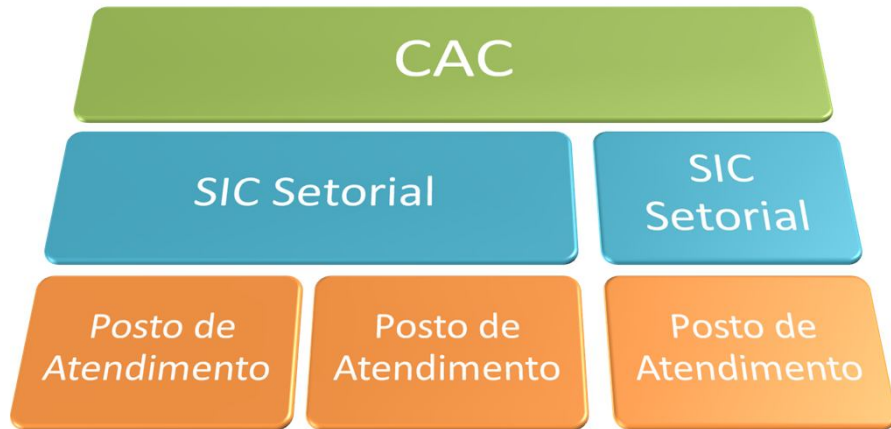 CAC
SIC Setorial
SIC
Setorial
Posto de
Atendimento
Posto de
Atendimento
Posto de
Atendimento